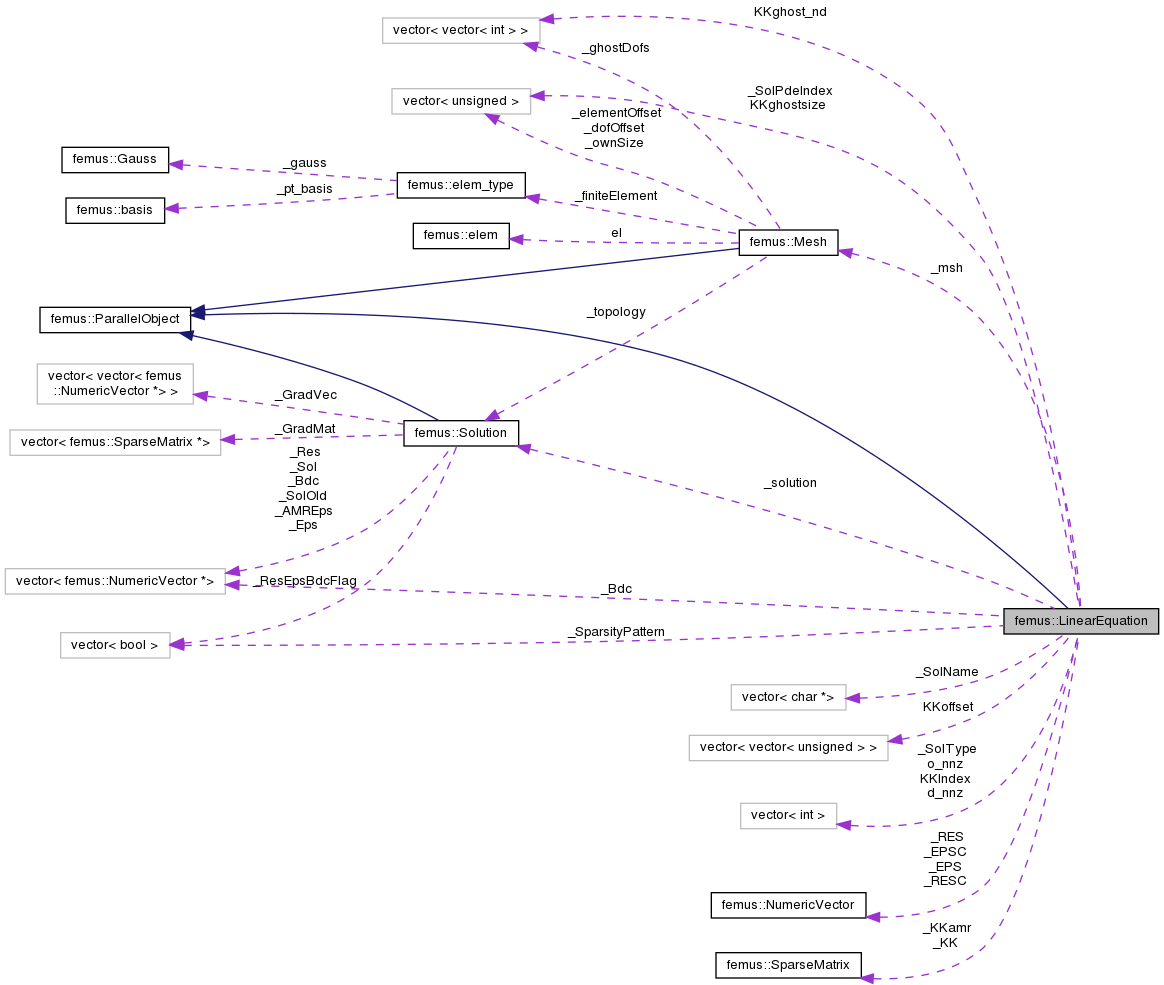 KKghost_nd
vector< vector< int > >
_ghostDofs
_SolPdeIndex
KKghostsize
vector< unsigned >
_elementOffset
_dofOffset
_ownSize
femus::Gauss
_gauss
femus::elem_type
_pt_basis
femus::basis
_finiteElement
femus::elem
el
femus::Mesh
_msh
femus::ParallelObject
_topology
vector< vector< femus
::NumericVector *> >
_GradVec
femus::Solution
vector< femus::SparseMatrix *>
_GradMat
_Res
_Sol
_Bdc
_SolOld
_AMREps
_Eps
_solution
vector< femus::NumericVector *>
_ResEpsBdcFlag
_Bdc
femus::LinearEquation
vector< bool >
_SparsityPattern
_SolName
vector< char *>
KKoffset
vector< vector< unsigned > >
_SolType
o_nnz
KKIndex
d_nnz
vector< int >
_RES
_EPSC
_EPS
_RESC
femus::NumericVector
_KKamr
_KK
femus::SparseMatrix